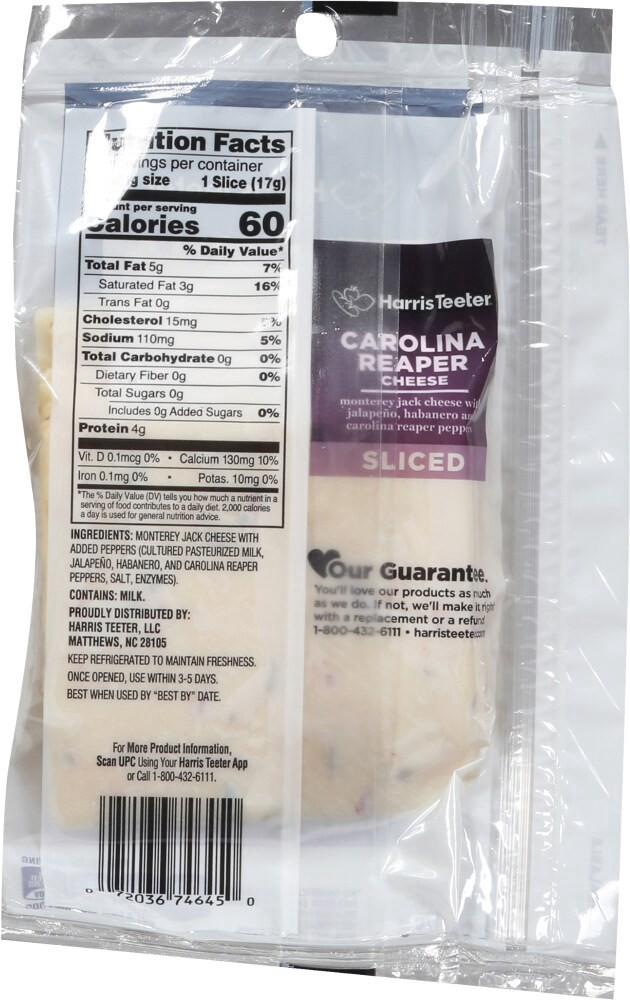 Nutrition Facts
servings per container
serving size 1 Slice (17g)
Amount per serving
Calories 60
% Daily Value*
Total Fat 5g 7%
Saturated Fat 3g 16%
Trans Fat 0g
Cholesterol 15mg
Sodium 110mg 5%
Total Carbohydrate 0g 0%
Dietary Fiber 0g 0%
Total Sugars 0g
Includes 0g Added Sugars 0%
Protein 4g
Vit. D 0.1mcg 0% • Calcium 130mg 10%
Iron 0.1mg 0% • Potas. 10mg 0%
*The % Daily Value (DV) tells you how much a nutrient in a
serving of food contributes to a daily diet. 2,000 calories
a day is used for general nutrition advice.
INGREDIENTS: MONTEREY JACK CHEESE WITH
ADDED PEPPERS (CULTURED PASTEURIZED MILK,
JALAPEÑO, HABANERO, AND CAROLINA REAPER
PEPPERS, SALT, ENZYMES).
CONTAINS: MILK.
PROUDLY DISTRIBUTED BY:
HARRIS TEETER, LLC
MATTHEWS, NC 28105
KEEP REFRIGERATED TO MAINTAIN FRESHNESS.
ONCE OPENED, USE WITHIN 3-5 DAYS.
BEST WHEN USED BY "BEST BY" DATE.
For More Product Information,
Scan UPC Using Your Harris Teeter App
or Call 1-800-432-6111.
0 72036 74645 0
Harris Teeter
CAROLINA
REAPER
CHEESE
monterey jack cheese with
jalapeño, habanero and
carolina reaper pepper
SLICED
Our Guarantee.
You'll love our products as much
as we do. If not, we'll make it right
with a replacement or a refund
1-800-432-6111 • harristeeter.com
TEAR HERE